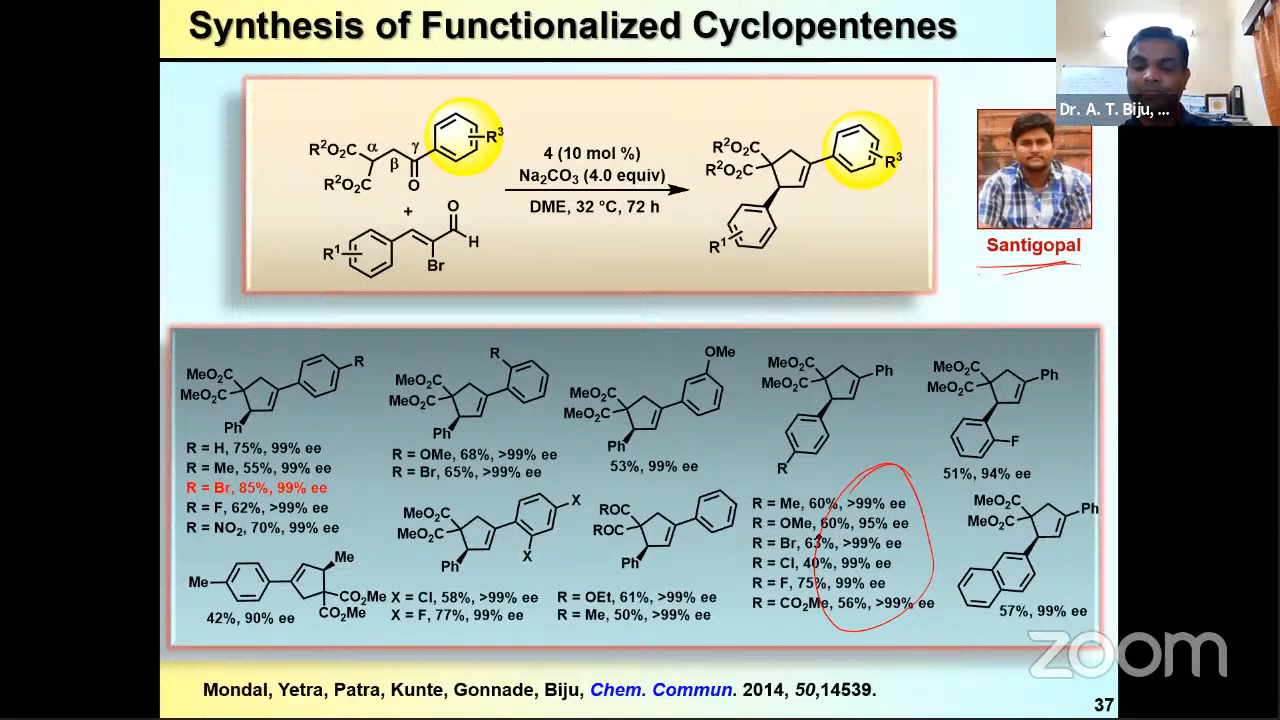 Synthesis of Functionalized Cyclopentenes
Dr. A. T. Biju, ...
R²O₂C α γ R³
β
R²O₂C O
+
O
R¹ H
Br
4 (10 mol %)
Na₂CO₃ (4.0 equiv)
DME, 32 °C, 72 h
R²O₂C
R²O₂C
R³
R¹
Santigopal
MeO₂C R
MeO₂C
Ph
R = H, 75%, 99% ee
R = Me, 55%, 99% ee
R = Br, 85%, 99% ee
R = F, 62%, >99% ee
R = NO₂, 70%, 99% ee
R
MeO₂C
MeO₂C
Ph
R = OMe, 68%, >99% ee
R = Br, 65%, >99% ee
OMe
MeO₂C
MeO₂C
Ph
53%, 99% ee
MeO₂C
MeO₂C Ph
R
R = Me, 60%, >99% ee
R = OMe, 60%, 95% ee
R = Br, 63%, >99% ee
R = Cl, 40%, 99% ee
R = F, 75%, 99% ee
R = CO₂Me, 56%, >99% ee
MeO₂C
MeO₂C Ph
F
51%, 94% ee
Me Me
CO₂Me
CO₂Me
42%, 90% ee
MeO₂C X
MeO₂C
Ph X
X = Cl, 58%, >99% ee
X = F, 77%, 99% ee
ROC
ROC
Ph
R = OEt, 61%, >99% ee
R = Me, 50%, >99% ee
MeO₂C
MeO₂C Ph
57%, 99% ee
zoom
Mondal, Yetra, Patra, Kunte, Gonnade, Biju, Chem. Commun. 2014, 50,14539.
37